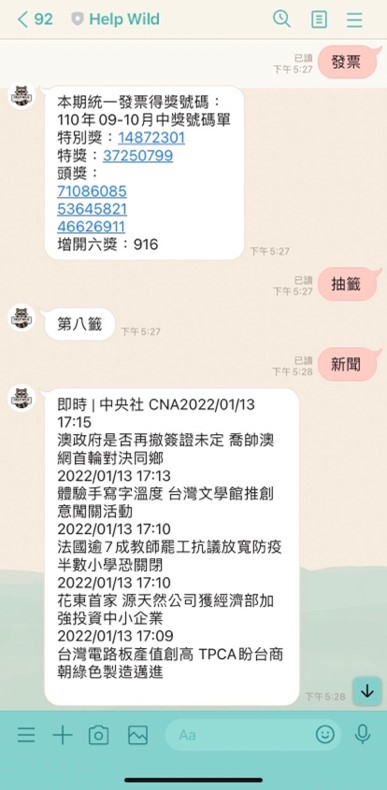 92 Help Wild
發票
已讀
下午5:27
本期統一發票得獎號碼：
110年09-10月中獎號碼單
特別獎：14872301
特獎：37250799
頭獎：
71086085
53645821
46626911
增開六獎：916
下午5:27
抽籤
已讀
下午5:27
第八籤
下午5:27
新聞
已讀
下午5:28
即時 | 中央社 CNA2022/01/13
17:15
澳政府是否再撤簽證未定 喬帥澳
網首輪對決同鄉
2022/01/13 17:13
體驗手寫字溫度 台灣文學館推創
意闖關活動
2022/01/13 17:10
法國逾7成教師罷工抗議放寬防疫
半數小學恐關閉
2022/01/13 17:10
花東首家 源天然公司獲經濟部加
強投資中小企業
2022/01/13 17:09
台灣電路板產值創高 TPCA盼台商
朝綠色製造邁進
下午5:28
Aa